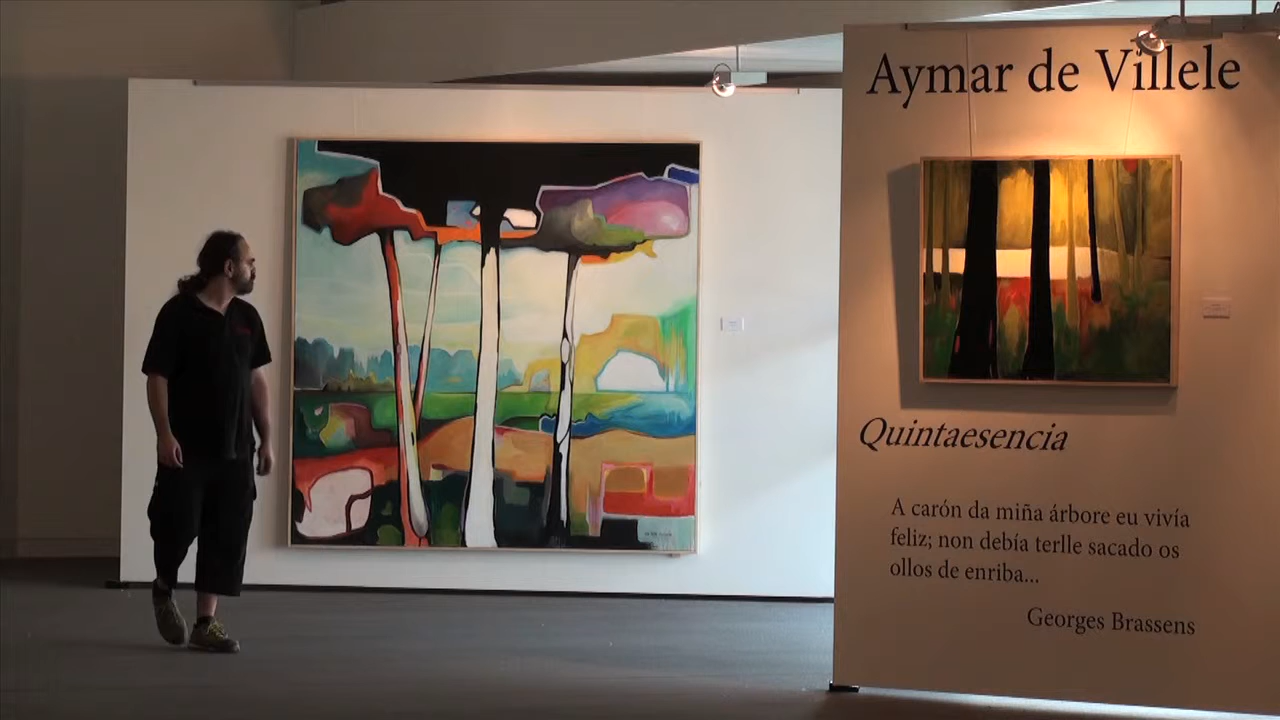 Aymar de Villele
Quintaesencia
A carón da miña árbore eu vivía
feliz; non debía terlle sacado os
ollos de enriba...
Georges Brassens